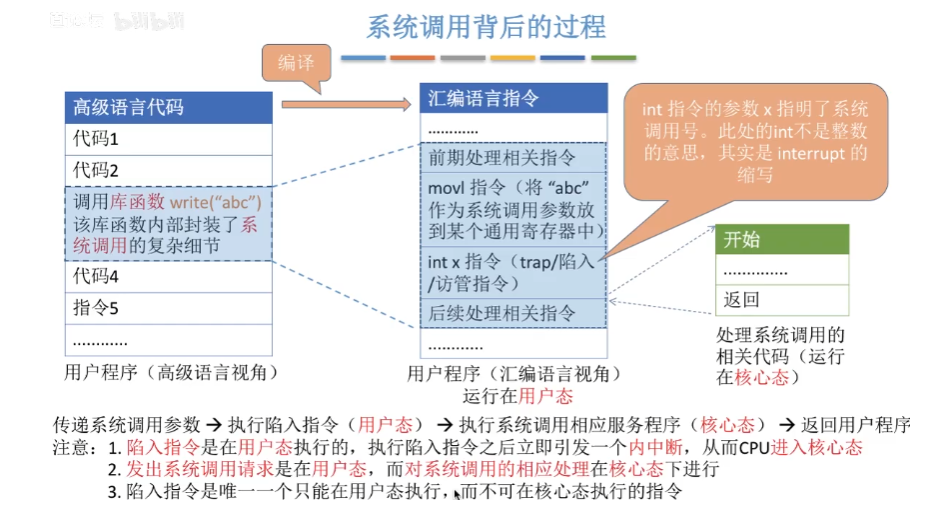 系统调用背后的过程
编译
高级语言代码
代码1
代码2
调用库函数 write(“abc”)
该库函数内部封装了系
统调用的复杂细节
代码4
指令5
…………
用户程序（高级语言视角）
汇编语言指令
…………
前期处理相关指令
movl 指令（将 “abc”
作为系统调用参数放
到某个通用寄存器中）
int x 指令（trap/陷入
/访管指令）
后续处理相关指令
…………
用户程序（汇编语言视角）
运行在用户态
int 指令的参数 x 指明了系统
调用号。此处的int不是整数
的意思，其实是 interrupt 的
缩写
开始
…………..
返回
处理系统调用的
相关代码（运行
在核心态）
传递系统调用参数 → 执行陷入指令（用户态） → 执行系统调用相应服务程序（核心态） → 返回用户程序
注意：1. 陷入指令是在用户态执行的，执行陷入指令之后立即引发一个内中断，从而CPU进入核心态
2. 发出系统调用请求是在用户态，而对系统调用的相应处理在核心态下进行
3. 陷入指令是唯一一个只能在用户态执行，而不可在核心态执行的指令